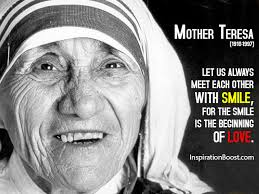 MOTHER TERESA
[1910-1997]
LET US ALWAYS
MEET EACH OTHER
WITH SMILE,
FOR THE SMILE
IS THE BEGINNING
OF LOVE.
InspirationBoost.com